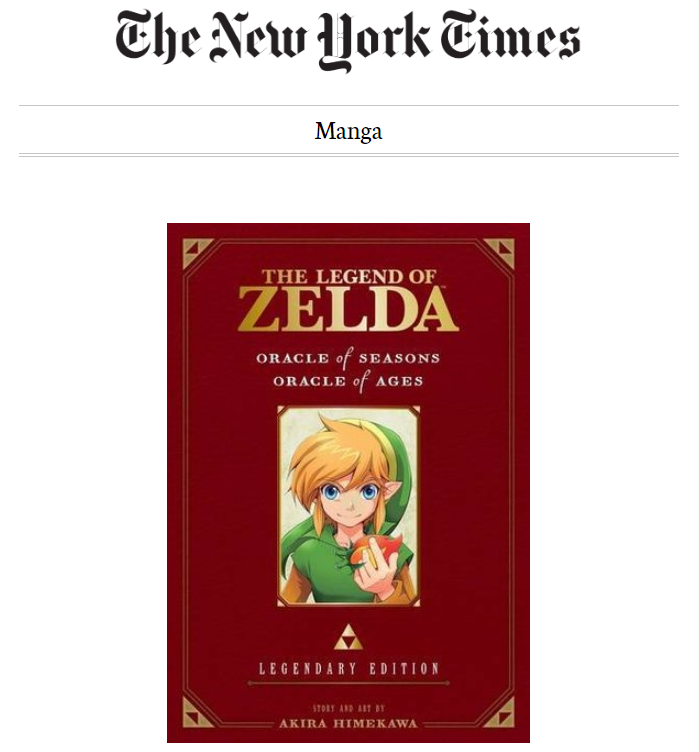 The New York Times
Manga
THE LEGEND OF
ZELDA™
ORACLE of SEASONS
ORACLE of AGES
LEGENDARY EDITION
STORY AND ART BY
AKIRA HIMEKAWA